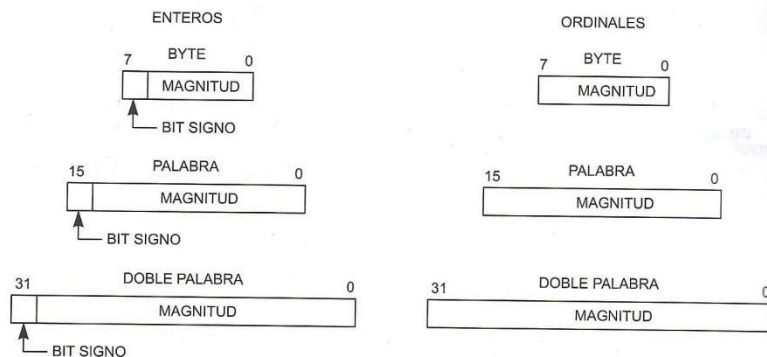 ENTEROS
BYTE
7 0
MAGNITUD
BIT SIGNO
PALABRA
15 0
MAGNITUD
BIT SIGNO
DOBLE PALABRA
31 0
MAGNITUD
BIT SIGNO
ORDINALES
BYTE
7 0
MAGNITUD
PALABRA
15 0
MAGNITUD
DOBLE PALABRA
31 0
MAGNITUD